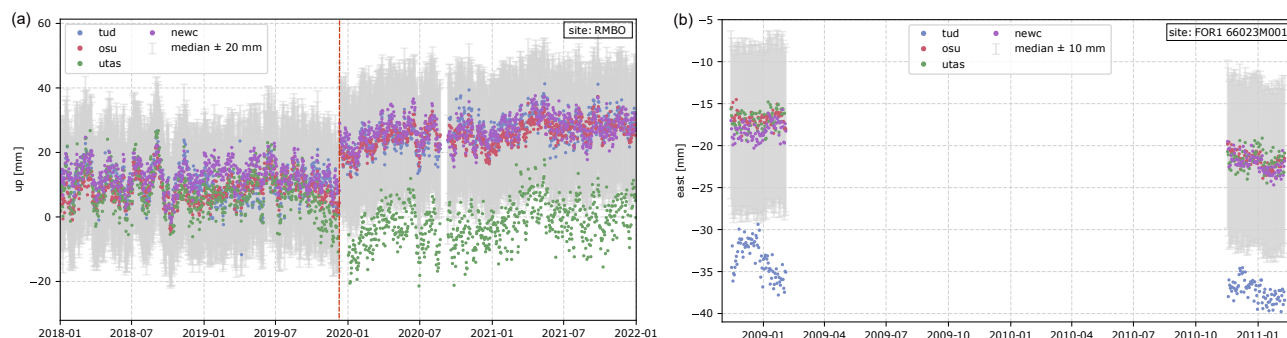 (a)
tud
osu
utas
newc
median ± 20 mm
site: RMBO
up [mm]
60
40
20
0
−20
2018-01
2018-07
2019-01
2019-07
2020-01
2020-07
2021-01
2021-07
2022-01
(b)
tud
osu
utas
newc
median ± 10 mm
site: FOR1 66023M001
east [mm]
−5
−10
−15
−20
−25
−30
−35
−40
2009-01
2009-04
2009-07
2009-10
2010-01
2010-04
2010-07
2010-10
2011-01